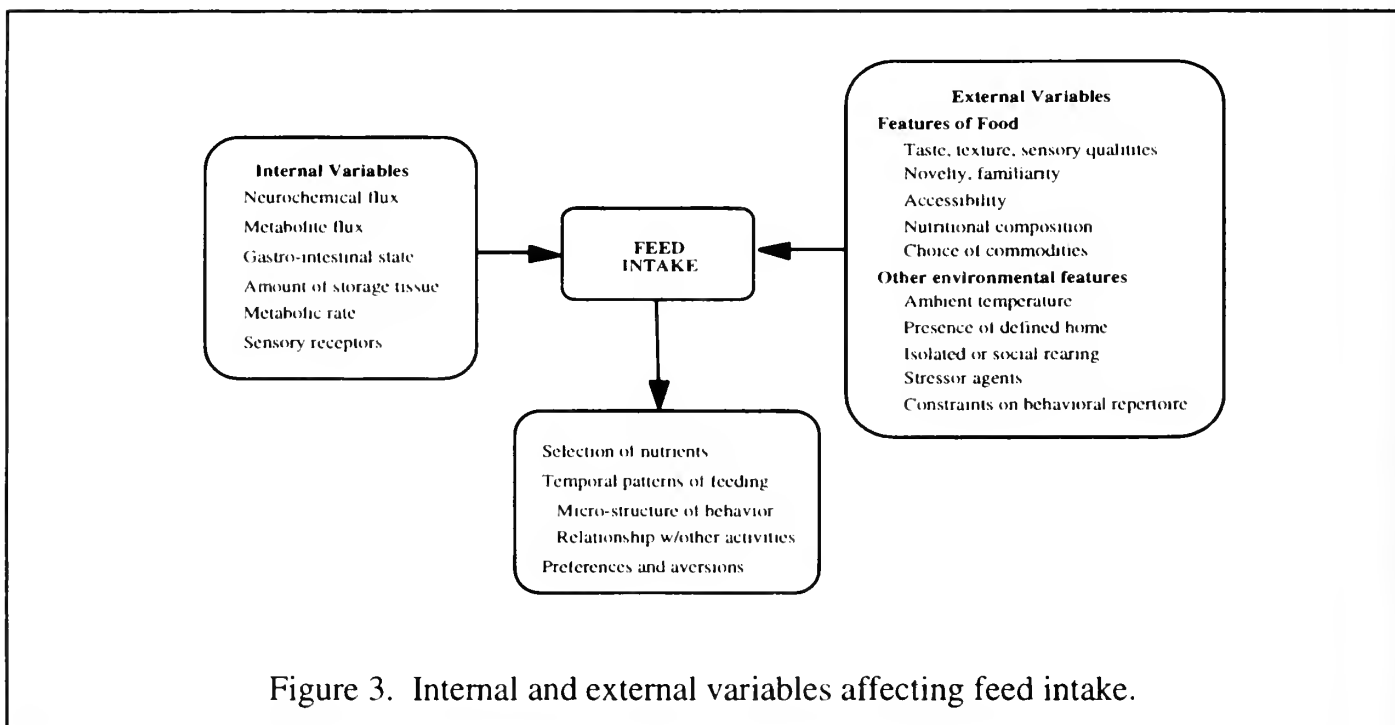 Internal Variables
Neurochemical flux
Metabolite flux
Gastro-intestinal state
Amount of storage tissue
Metabolic rate
Sensory receptors
FEED
INTAKE
External Variables
Features of Food
Taste, texture, sensory qualitites
Novelty, familiarity
Accessibility
Nutritional composition
Choice of commodities
Other environmental features
Ambient temperature
Presence of defined home
Isolated or social rearing
Stressor agents
Constraints on behavioral repertoire
Selection of nutrients
Temporal patterns of feeding
Micro-structure of behavior
Relationship w/other activities
Preferences and aversions
Figure 3. Internal and external variables affecting feed intake.